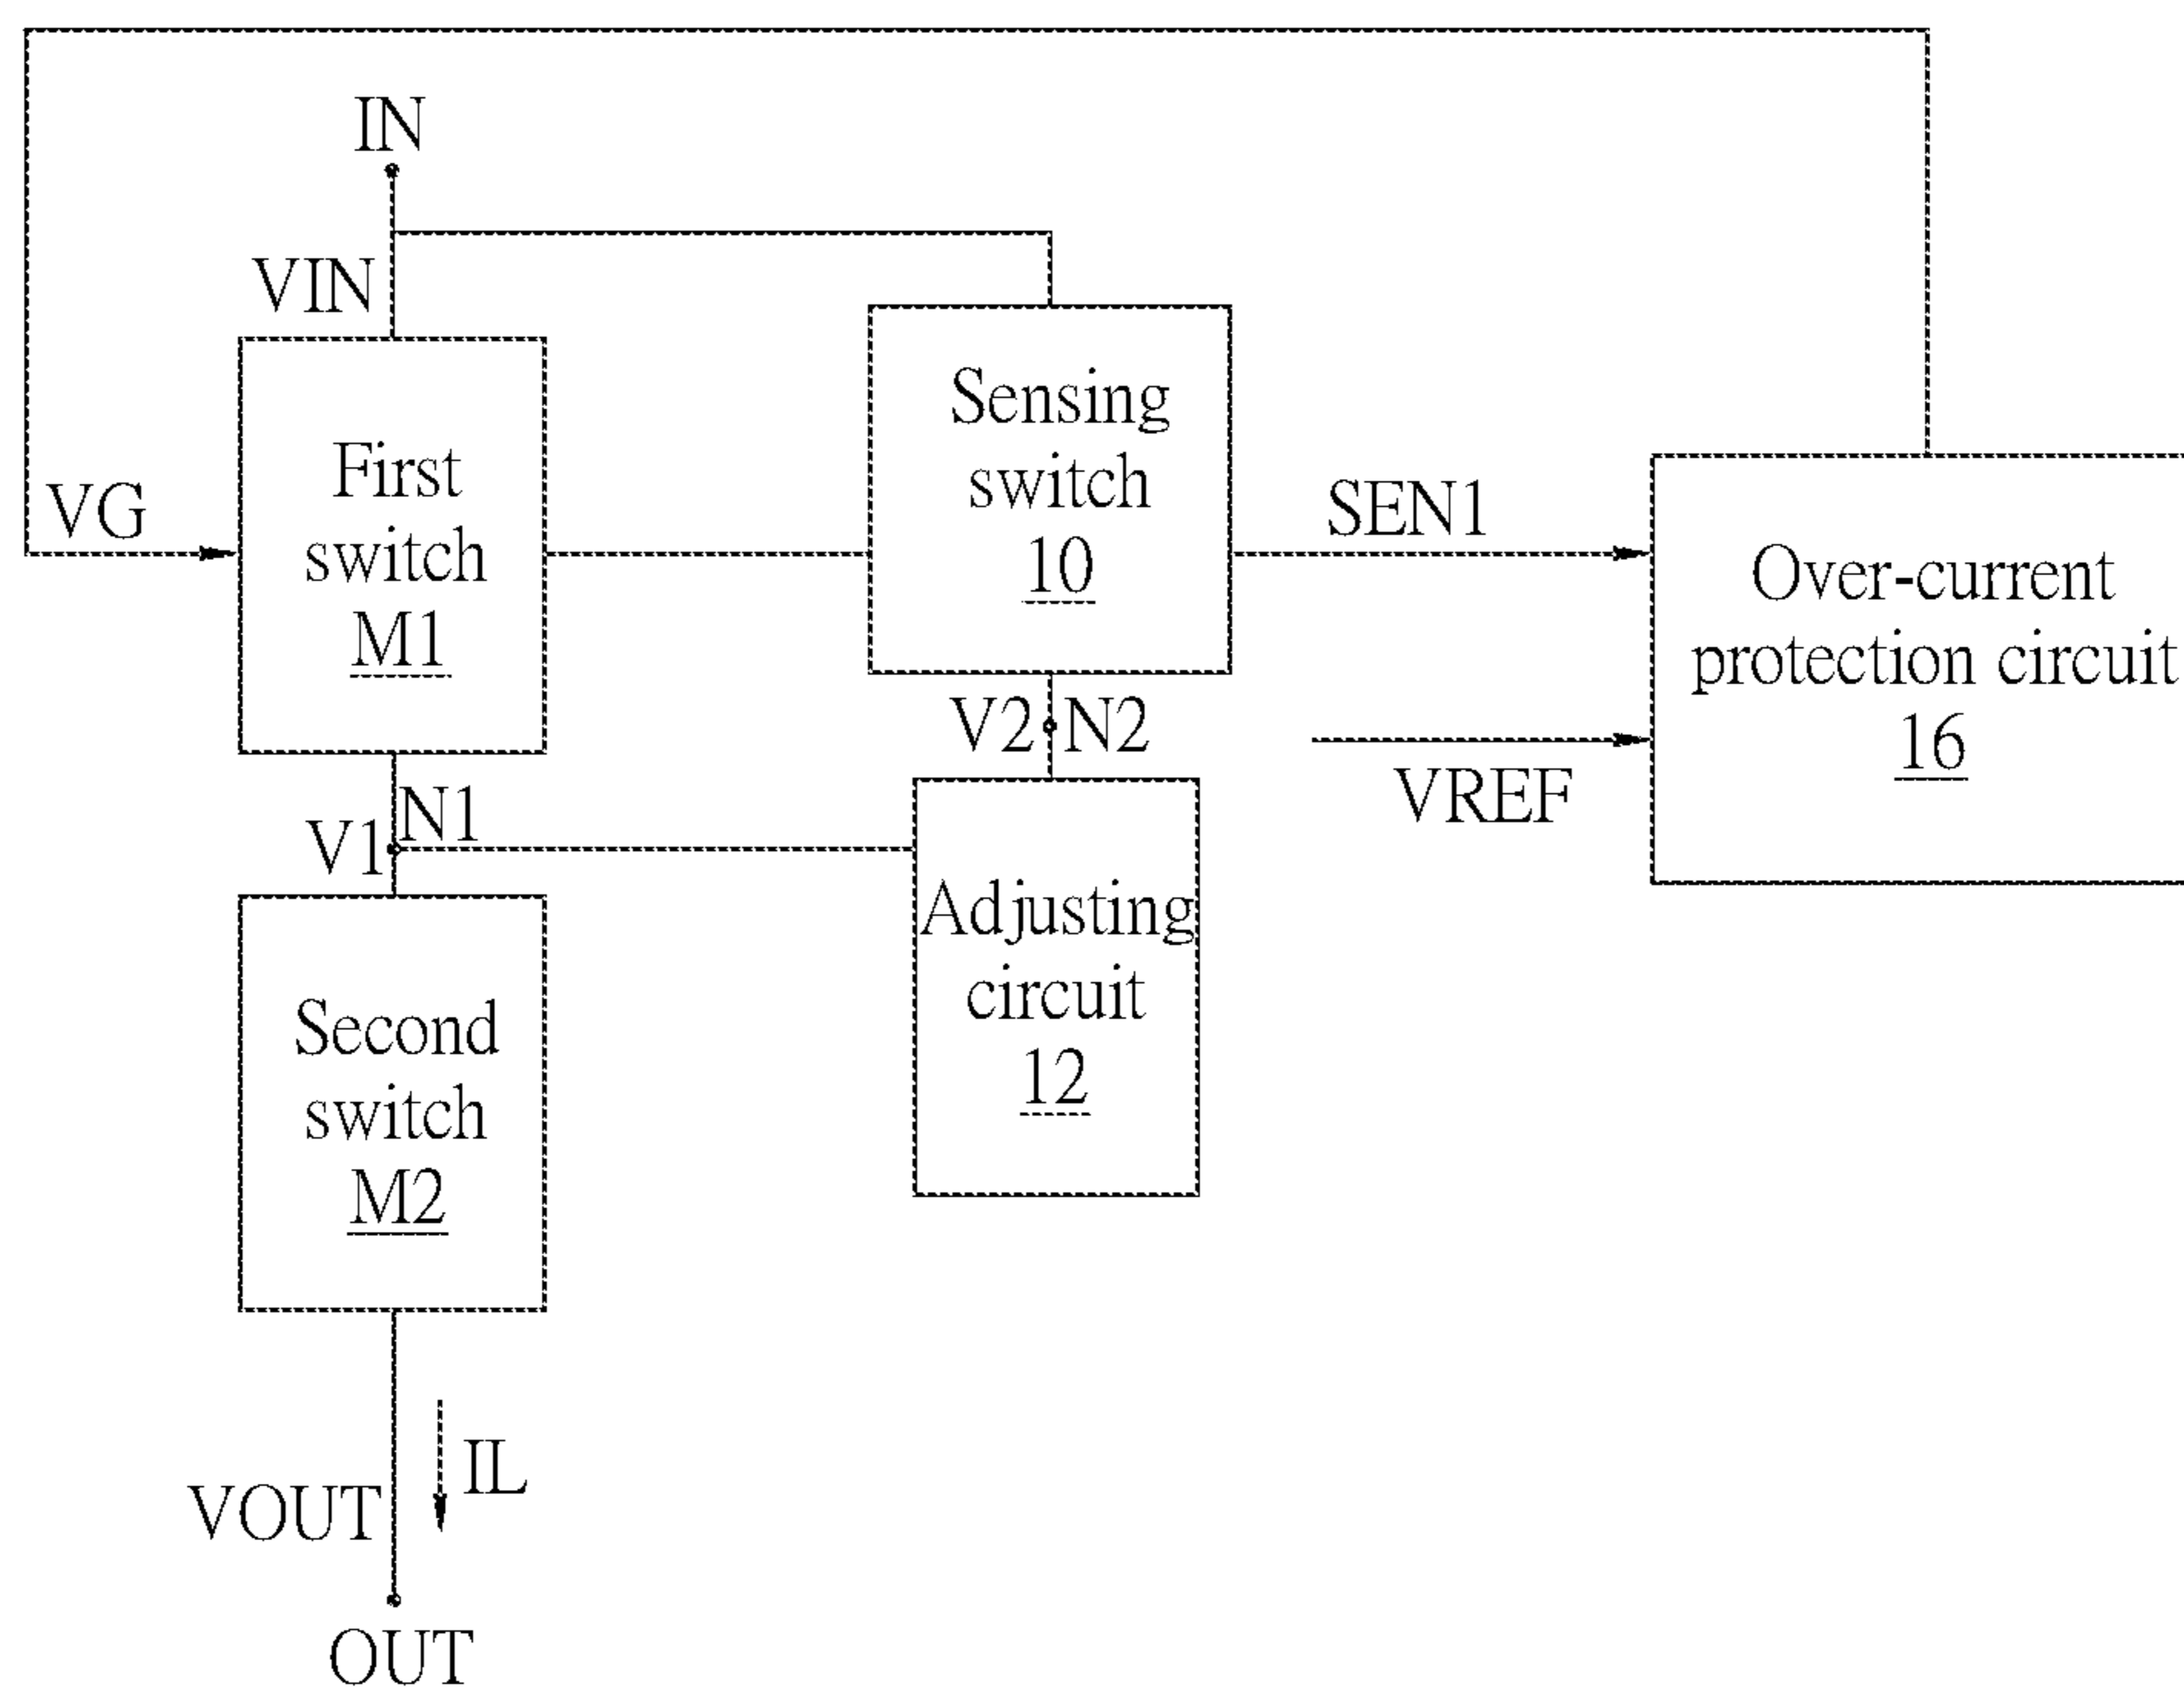 IN
VIN
First
switch
M1
VG
Sensing
switch
10
SEN1
Over-current
protection circuit
16
VREF
V2
N2
N1
V1
Adjusting
circuit
12
Second
switch
M2
IL
VOUT
OUT